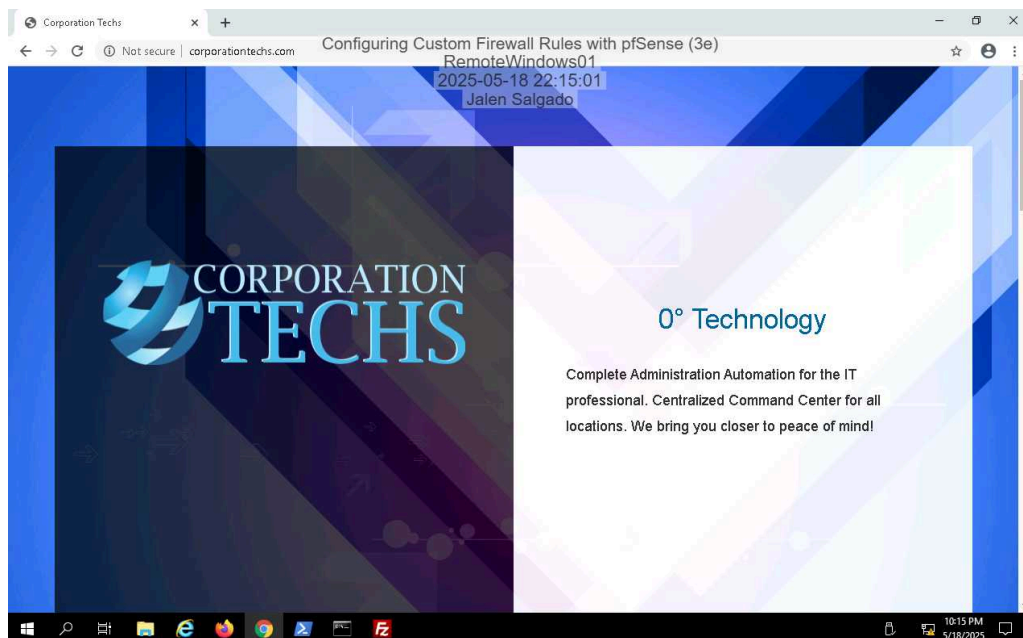 Corporation Techs
Not secure | corporationtechs.com
Configuring Custom Firewall Rules with pfSense (3e)
RemoteWindows01
2025-05-18 22:15:01
Jalen Salgado
CORPORATION
TECHS
0° Technology
Complete Administration Automation for the IT
professional. Centralized Command Center for all
locations. We bring you closer to peace of mind!
10:15 PM
5/18/2025